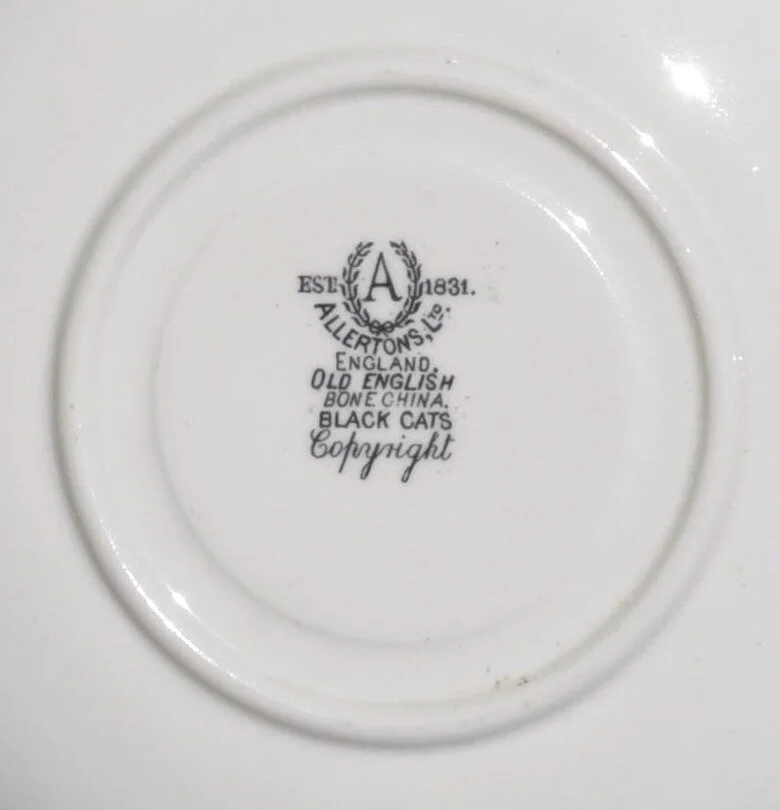 A
EST. 1831.
ALLERTONS, LTD.
ENGLAND.
OLD ENGLISH
BONE CHINA.
BLACK CATS
Copyright